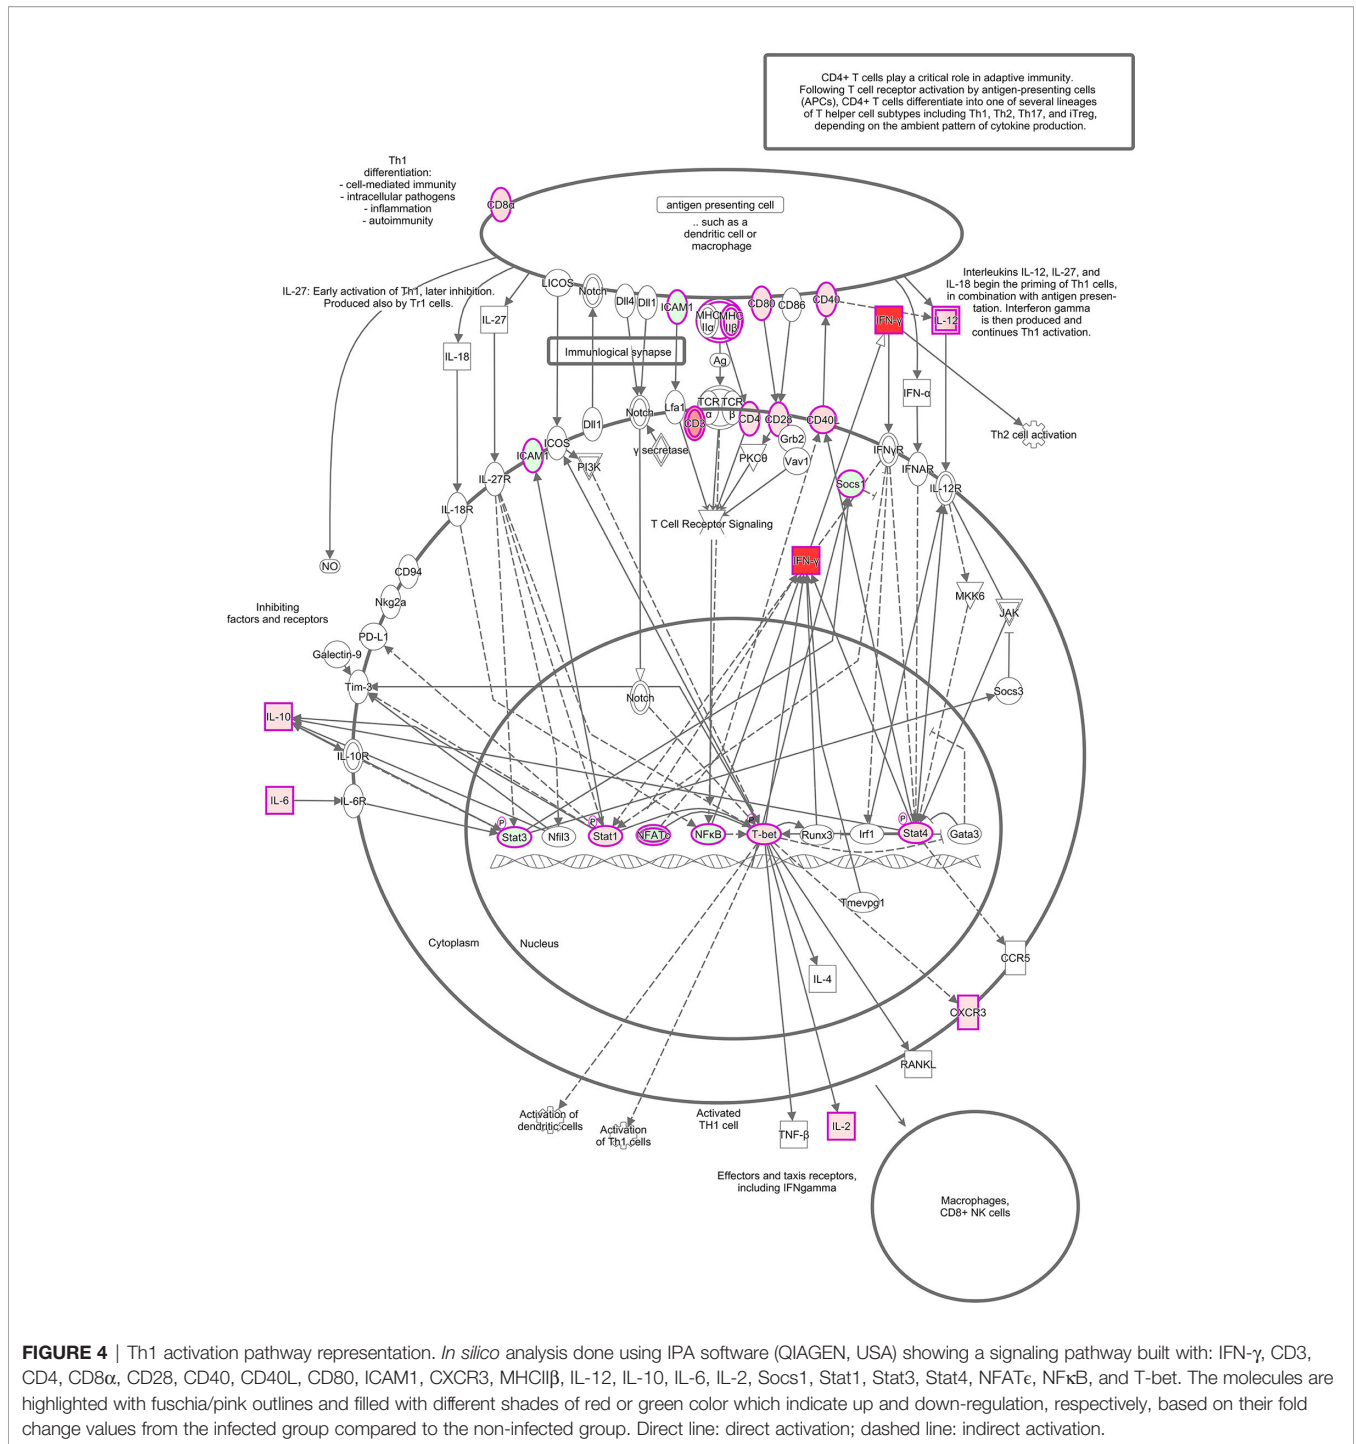 CD4+ T cells play a critical role in adaptive immunity.
Following T cell receptor activation by antigen-presenting cells
(APCs), CD4+ T cells differentiate into one of several lineages
of T helper cell subtypes including Th1, Th2, Th17, and iTreg,
depending on the ambient pattern of cytokine production.
Th1
differentiation:
- cell-mediated immunity
- intracellular pathogens
- inflammation
- autoimmunity
CD8α
antigen presenting cell
.. such as a
dendritic cell or
macrophage
IL-27: Early activation of Th1, later inhibition.
Produced also by Tr1 cells.
Interleukins IL-12, IL-27, and
IL-18 begin the priming of Th1 cells,
in combination with antigen presen-
tation. Interferon gamma
is then produced and
continues Th1 activation.
LICOS
Notch
Dll4
Dll1
ICAM1
MHC
IIα
MHC
IIβ
CD80
CD86
CD40
IFN-γ
IL-12
IL-27
IL-18
Immunlogical synapse
Ag
IFN-α
Lfa1
TCR
α
TCR
β
CD3
CD4
CD28
CD40L
Notch
Dll1
Th2 cell activation
Grb2
Vav1
PKCθ
γ secretase
ICOS
PI3K
ICAM1
IFNγR
IFNAR
IL-12R
IL-27R
IL-18R
Socs1
T Cell Receptor Signaling
NO
CD94
IFN-γ
Nkg2a
MKK6
JAK
Inhibiting
factors and receptors
PD-L1
Galectin-9
Tim-3
Notch
Socs3
IL-10
IL-10R
IL-6
IL-6R
P
P
P
P
Stat3
Nfil3
Stat1
NFATc
NFκB
T-bet
Runx3
Irf1
Stat4
Gata3
Tmevpg1
Cytoplasm
Nucleus
CCR5
IL-4
CXCR3
RANKL
Activation of
dendritic cells
Activation
of Th1 cells
Activated
TH1 cell
TNF-β
IL-2
Effectors and taxis receptors,
including IFNgamma
Macrophages,
CD8+ NK cells
FIGURE 4 | Th1 activation pathway representation. In silico analysis done using IPA software (QIAGEN, USA) showing a signaling pathway built with: IFN-γ, CD3,
CD4, CD8α, CD28, CD40, CD40L, CD80, ICAM1, CXCR3, MHCIIβ, IL-12, IL-10, IL-6, IL-2, Socs1, Stat1, Stat3, Stat4, NFATϵ, NFκB, and T-bet. The molecules are
highlighted with fuschia/pink outlines and filled with different shades of red or green color which indicate up and down-regulation, respectively, based on their fold
change values from the infected group compared to the non-infected group. Direct line: direct activation; dashed line: indirect activation.